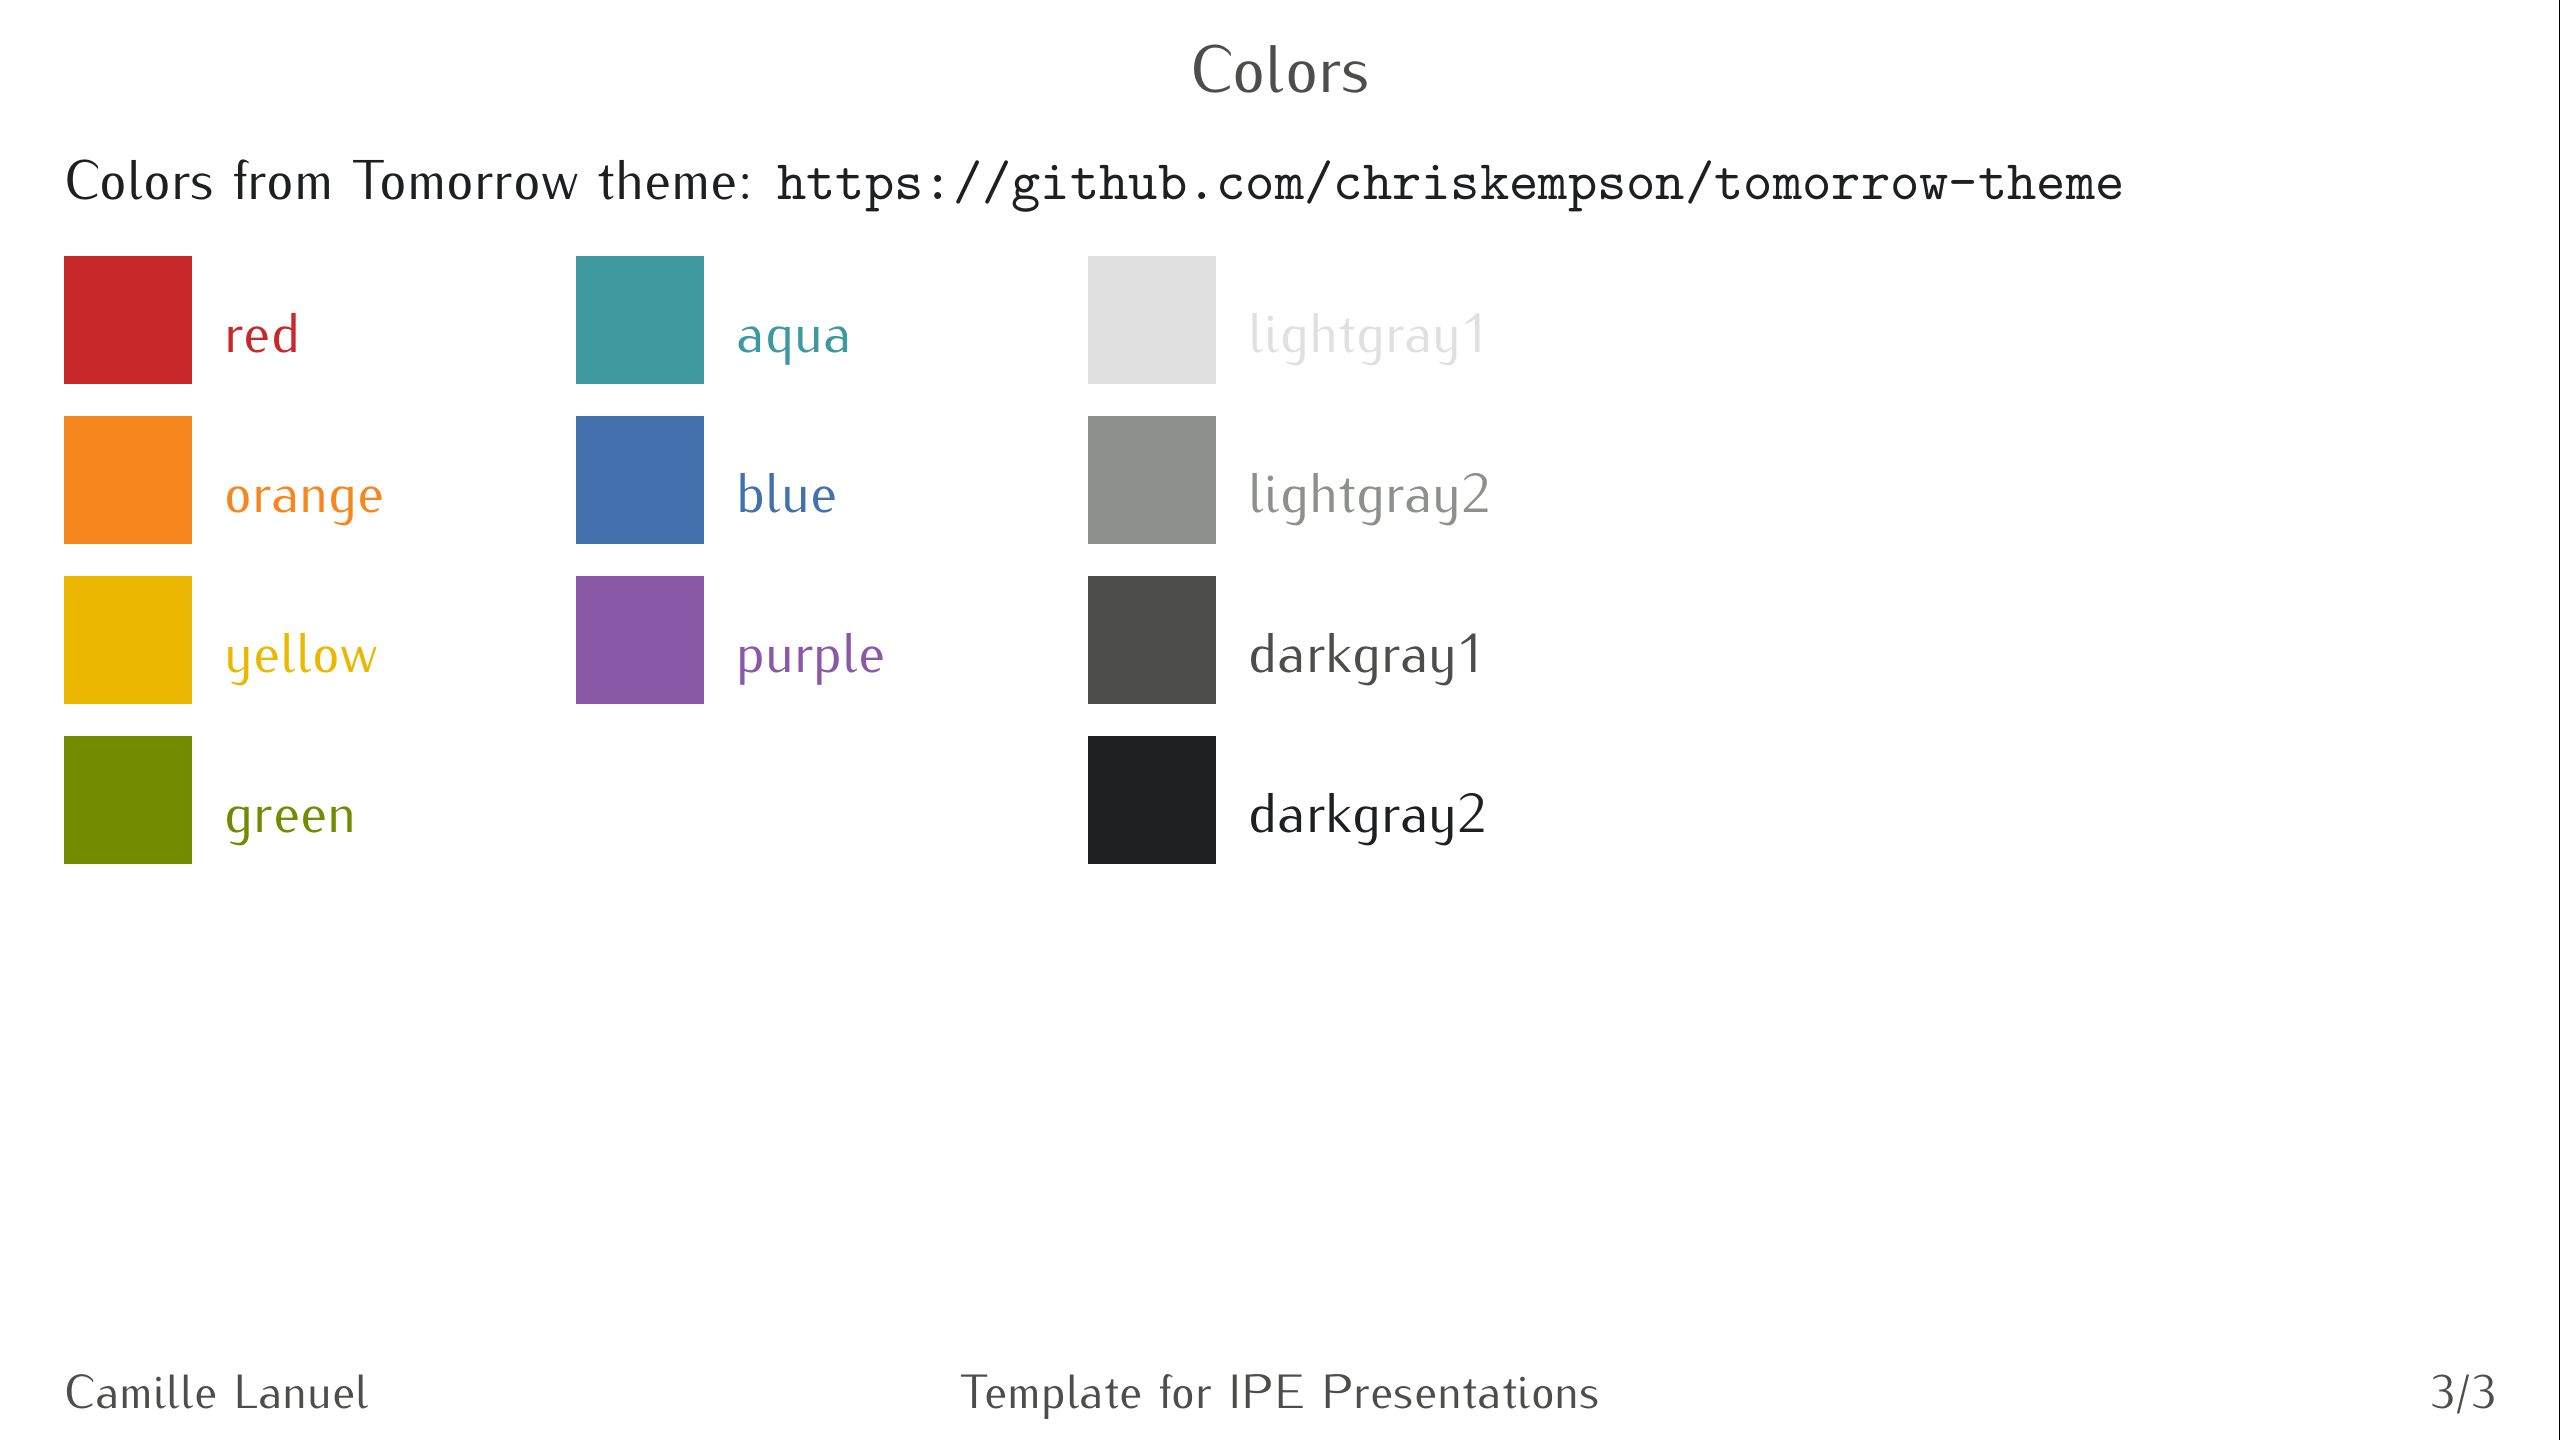 Colors
Colors from Tomorrow theme: https://github.com/chriskempson/tomorrow-theme
red
orange
yellow
green
aqua
blue
purple
lightgray1
lightgray2
darkgray1
darkgray2
Camille Lanuel
Template for IPE Presentations
3/3